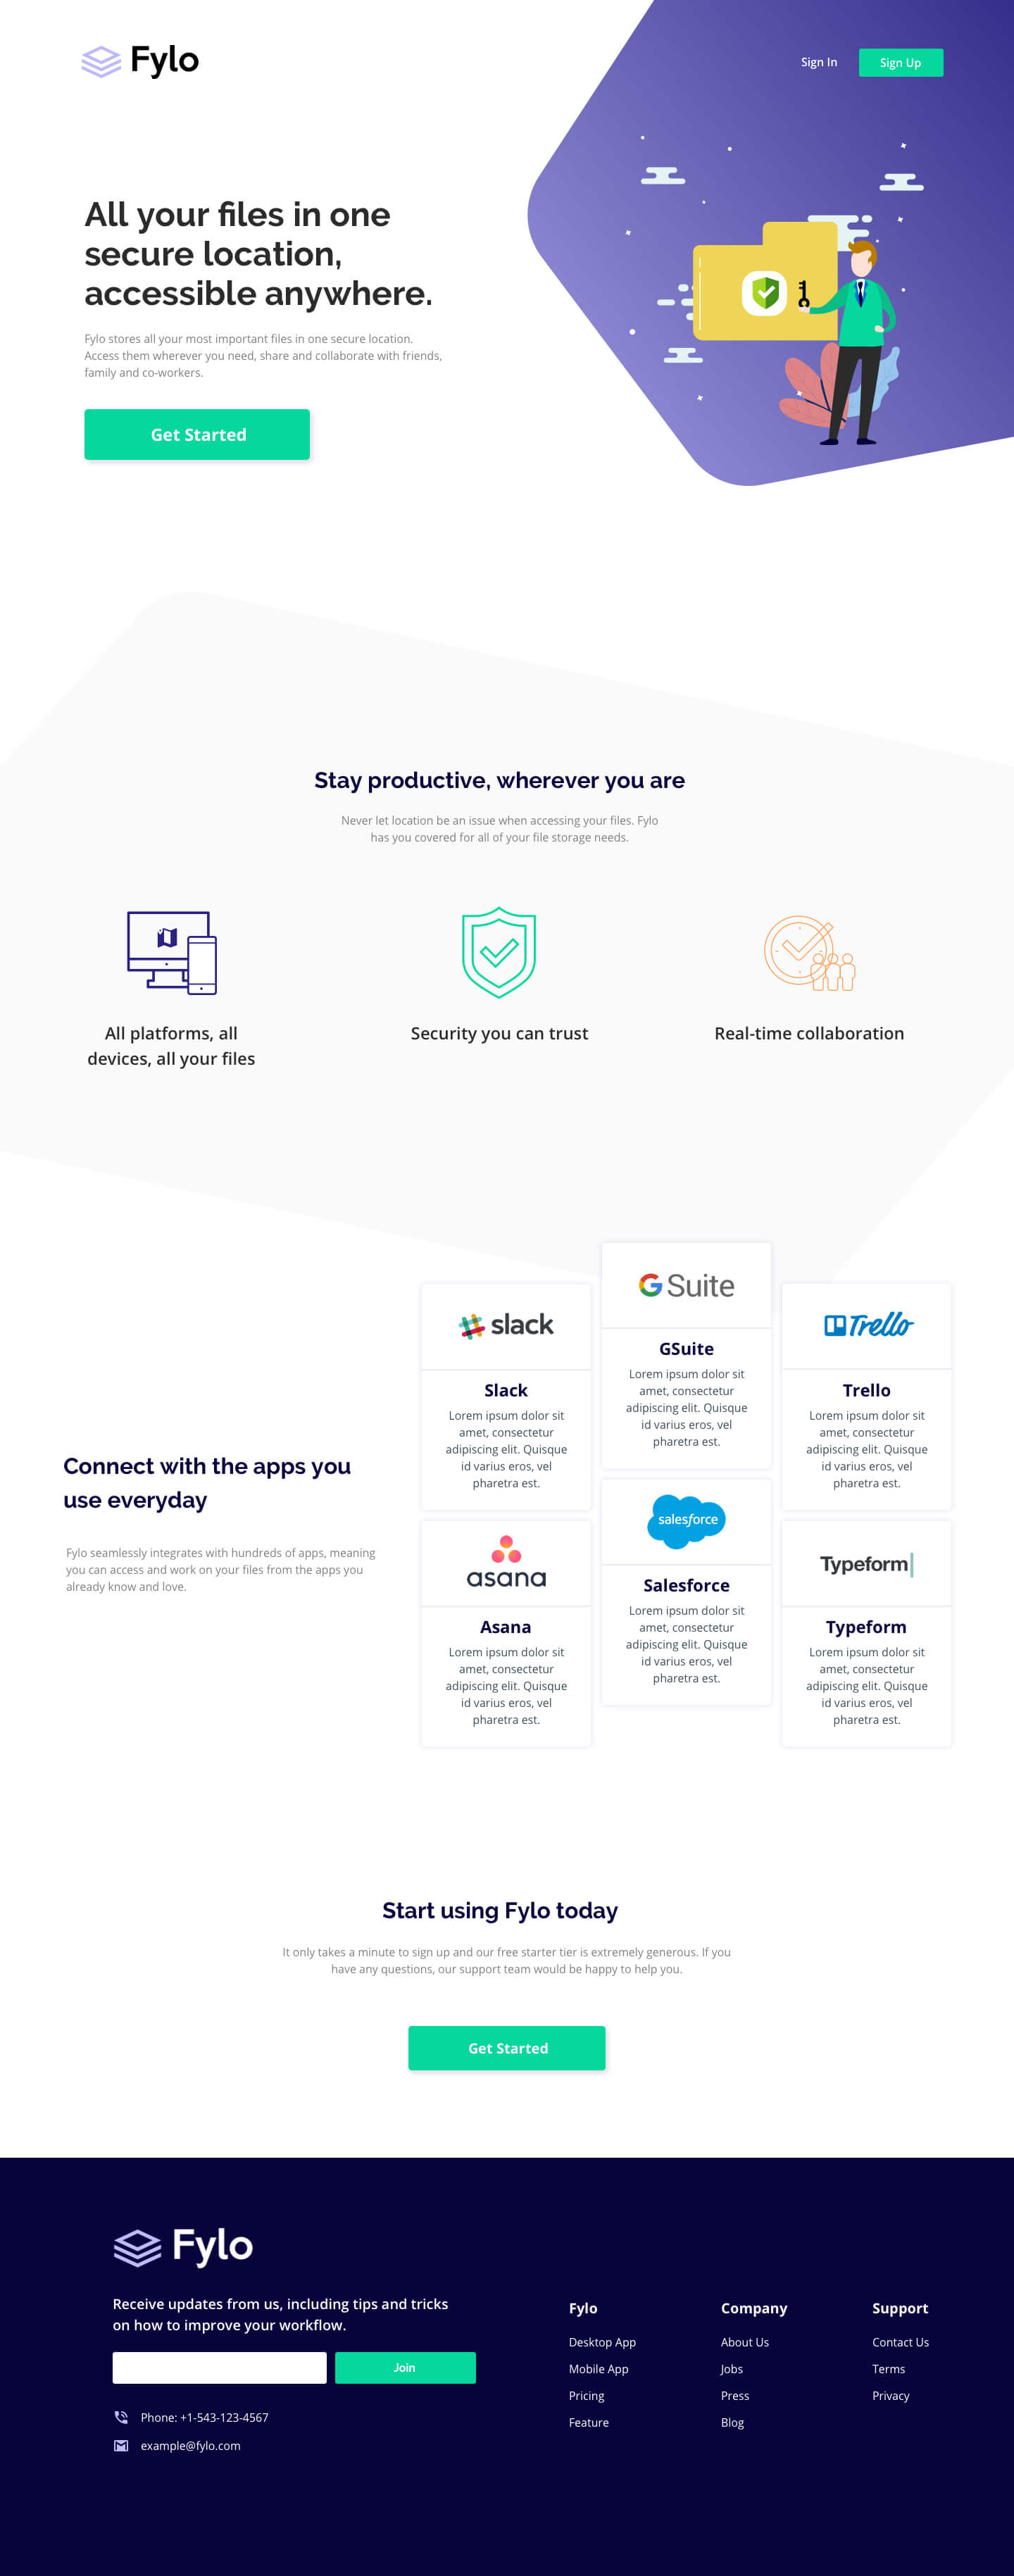 Fylo
Sign In
Sign Up
All your files in one
secure location,
accessible anywhere.
Fylo stores all your most important files in one secure location.
Access them wherever you need, share and collaborate with friends,
family and co-workers.
Get Started
Stay productive, wherever you are
Never let location be an issue when accessing your files. Fylo
has you covered for all of your file storage needs.
All platforms, all
devices, all your files
Security you can trust
Real-time collaboration
Connect with the apps you
use everyday
Fylo seamlessly integrates with hundreds of apps, meaning
you can access and work on your files from the apps you
already know and love.
slack
Slack
Lorem ipsum dolor sit
amet, consectetur
adipiscing elit. Quisque
id varius eros, vel
pharetra est.
G Suite
GSuite
Lorem ipsum dolor sit
amet, consectetur
adipiscing elit. Quisque
id varius eros, vel
pharetra est.
Trello
Trello
Lorem ipsum dolor sit
amet, consectetur
adipiscing elit. Quisque
id varius eros, vel
pharetra est.
asana
Asana
Lorem ipsum dolor sit
amet, consectetur
adipiscing elit. Quisque
id varius eros, vel
pharetra est.
salesforce
Salesforce
Lorem ipsum dolor sit
amet, consectetur
adipiscing elit. Quisque
id varius eros, vel
pharetra est.
Typeform
Typeform
Lorem ipsum dolor sit
amet, consectetur
adipiscing elit. Quisque
id varius eros, vel
pharetra est.
Start using Fylo today
It only takes a minute to sign up and our free starter tier is extremely generous. If you
have any questions, our support team would be happy to help you.
Get Started
Fylo
Receive updates from us, including tips and tricks
on how to improve your workflow.
Join
Phone: +1-543-123-4567
example@fylo.com
Fylo
Desktop App
Mobile App
Pricing
Feature
Company
About Us
Jobs
Press
Blog
Support
Contact Us
Terms
Privacy